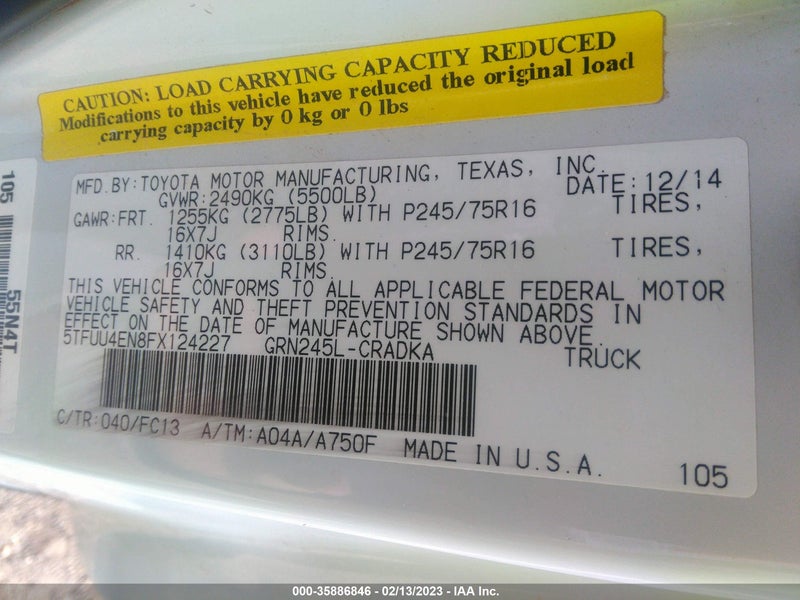 CAUTION: LOAD CARRYING CAPACITY REDUCED
Modifications to this vehicle have reduced the original load
carrying capacity by 0 kg or 0 lbs
MFD.BY:TOYOTA MOTOR MANUFACTURING, TEXAS, INC.
GVWR:2490KG (5500LB) DATE:12/14
GAWR:FRT. 1255KG (2775LB) WITH P245/75R16 TIRES,
16X7J RIMS.
RR. 1410KG (3110LB) WITH P245/75R16 TIRES,
16X7J RIMS.
THIS VEHICLE CONFORMS TO ALL APPLICABLE FEDERAL MOTOR
VEHICLE SAFETY AND THEFT PREVENTION STANDARDS IN
EFFECT ON THE DATE OF MANUFACTURE SHOWN ABOVE.
5TFUU4EN8FX124227 GRN245L-CRADKA TRUCK
C/TR:040/FC13 A/TM:A04A/A750F MADE IN U.S.A.
105
105
55N4T
000-35886846 - 02/13/2023 - IAA Inc.